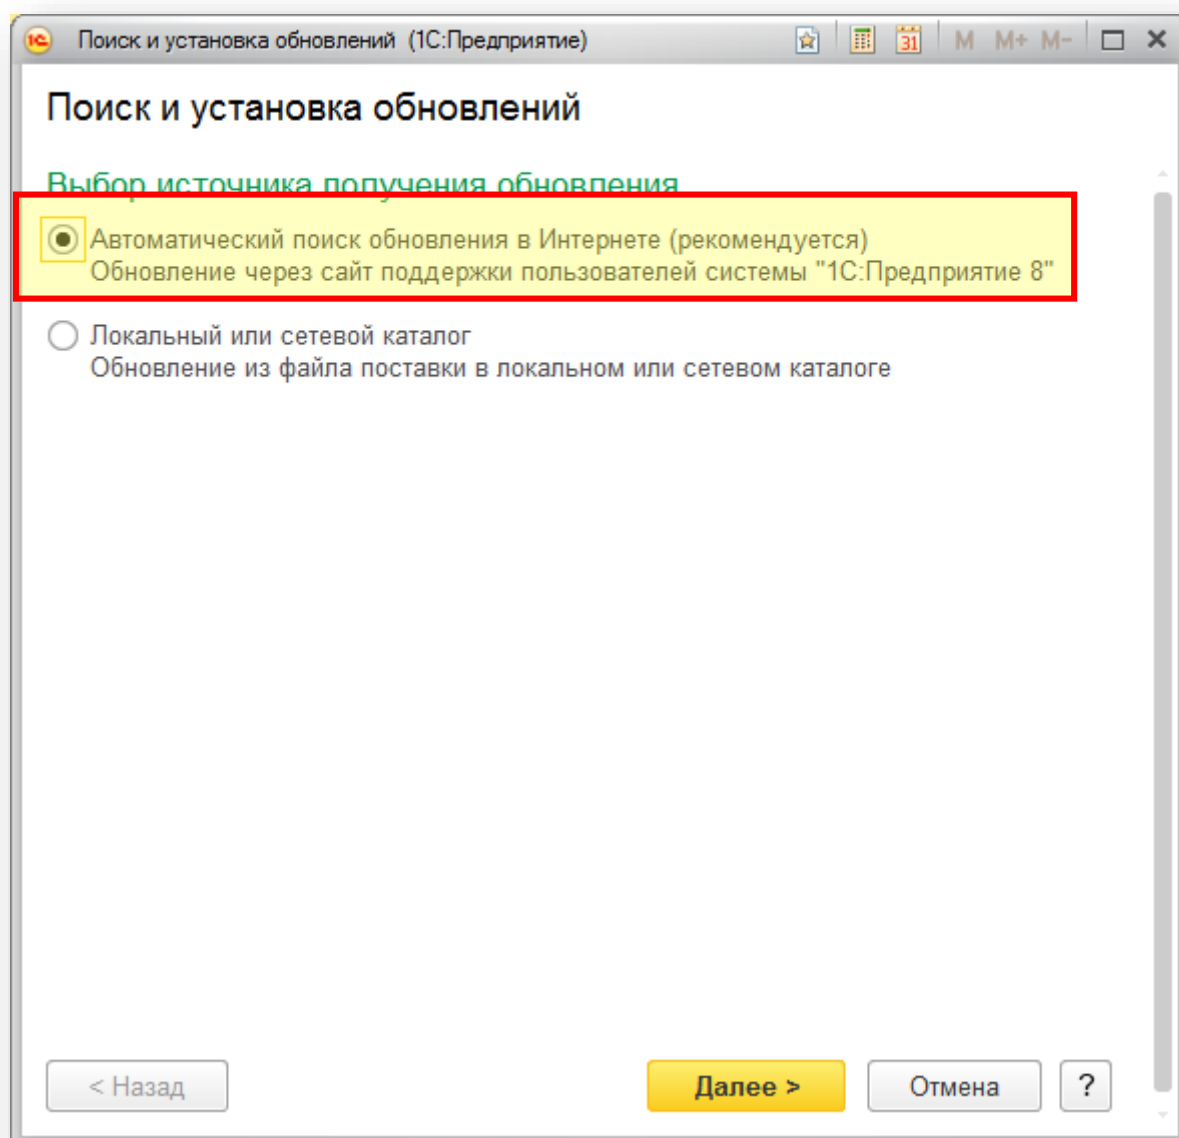 1С Поиск и установка обновлений (1С:Предприятие) 31 M M+ M-
Поиск и установка обновлений
Выбор источника получения обновления
Автоматический поиск обновления в Интернете (рекомендуется)
Обновление через сайт поддержки пользователей системы "1С:Предприятие 8"
Локальный или сетевой каталог
Обновление из файла поставки в локальном или сетевом каталоге
< Назад Далее > Отмена ?